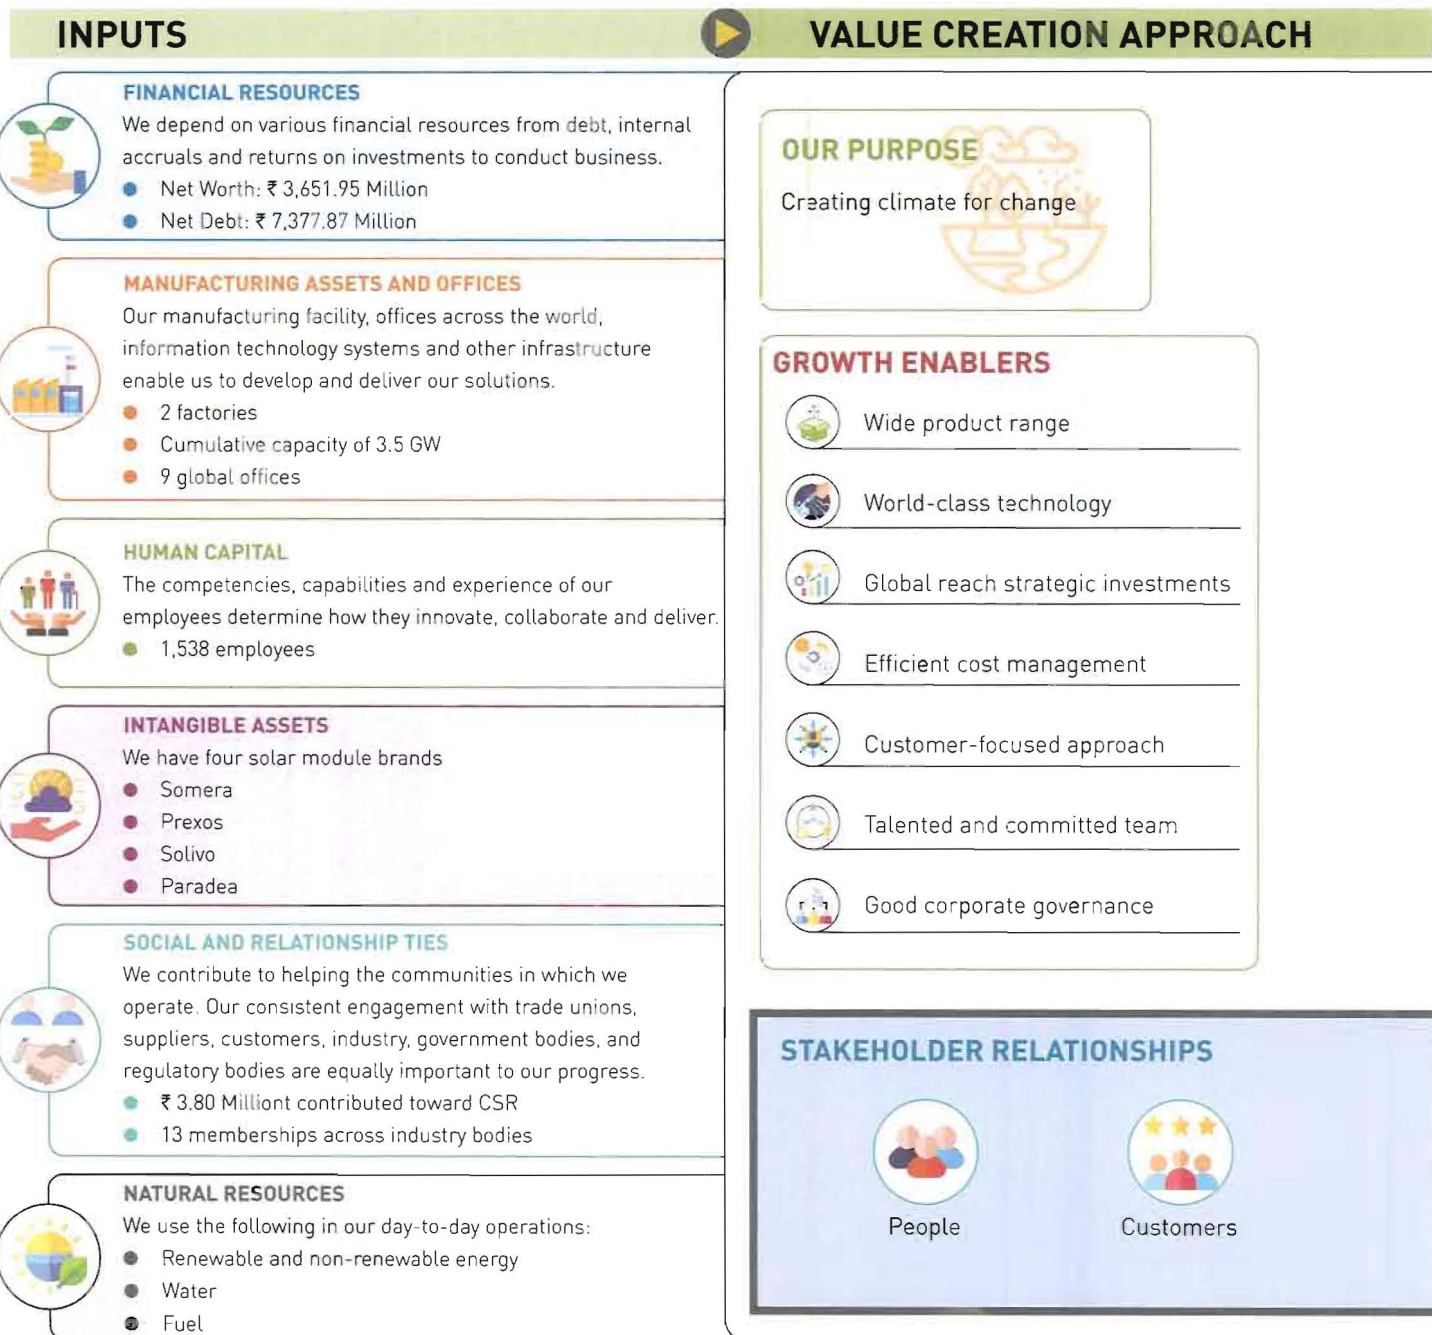 INPUTS
VALUE CREATION APPROACH
FINANCIAL RESOURCES
We depend on various financial resources from debt, internal
accruals and returns on investments to conduct business.
Net Worth: ₹ 3,651.95 Million
Net Debt: ₹ 7,377.87 Million
MANUFACTURING ASSETS AND OFFICES
Our manufacturing facility, offices across the world,
information technology systems and other infrastructure
enable us to develop and deliver our solutions.
2 factories
Cumulative capacity of 3.5 GW
9 global offices
HUMAN CAPITAL
The competencies, capabilities and experience of our
employees determine how they innovate, collaborate and deliver.
1,538 employees
INTANGIBLE ASSETS
We have four solar module brands
Somera
Prexos
Solivo
Paradea
SOCIAL AND RELATIONSHIP TIES
We contribute to helping the communities in which we
operate. Our consistent engagement with trade unions,
suppliers, customers, industry, government bodies, and
regulatory bodies are equally important to our progress.
₹ 3.80 Milliont contributed toward CSR
13 memberships across industry bodies
NATURAL RESOURCES
We use the following in our day-to-day operations:
Renewable and non-renewable energy
Water
Fuel
OUR PURPOSE
Creating climate for change
GROWTH ENABLERS
Wide product range
World-class technology
Global reach strategic investments
Efficient cost management
Customer-focused approach
Talented and committed team
Good corporate governance
STAKEHOLDER RELATIONSHIPS
People
Customers